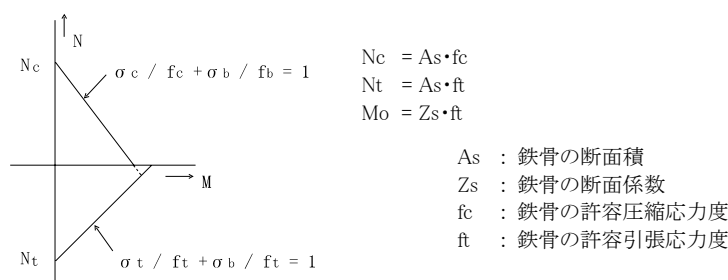 N
Nc
σc / fc +σb / fb = 1
M
Nt
σt / ft +σb / ft = 1
Nc = As•fc
Nt = As•ft
Mo = Zs•ft
As : 鉄骨の断面積
Zs : 鉄骨の断面係数
fc : 鉄骨の許容圧縮応力度
ft : 鉄骨の許容引張応力度